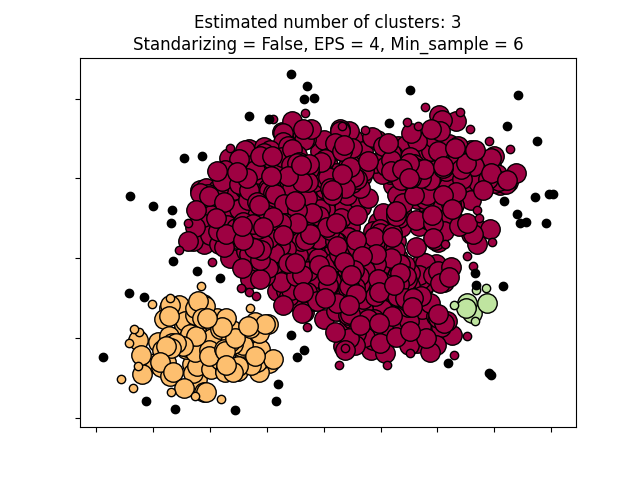 Estimated number of clusters: 3
Standarizing = False, EPS = 4, Min_sample = 6